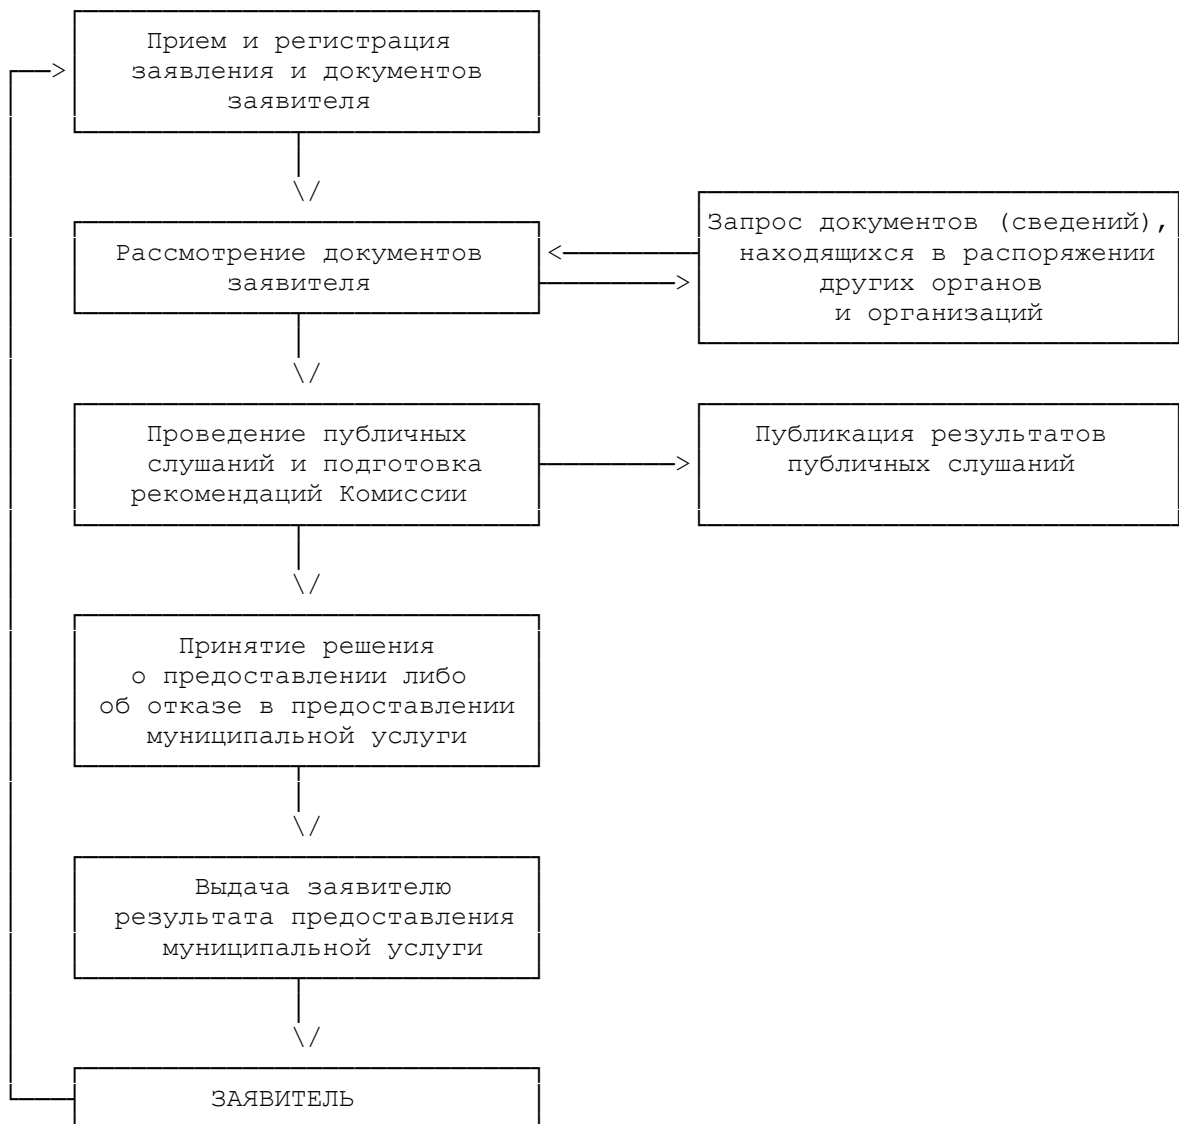 Прием и регистрация
заявления и документов
заявителя
Рассмотрение документов
заявителя
Запрос документов (сведений),
находящихся в распоряжении
других органов
и организаций
Проведение публичных
слушаний и подготовка
рекомендаций Комиссии
Публикация результатов
публичных слушаний
Принятие решения
о предоставлении либо
об отказе в предоставлении
муниципальной услуги
Выдача заявителю
результата предоставления
муниципальной услуги
ЗАЯВИТЕЛЬ